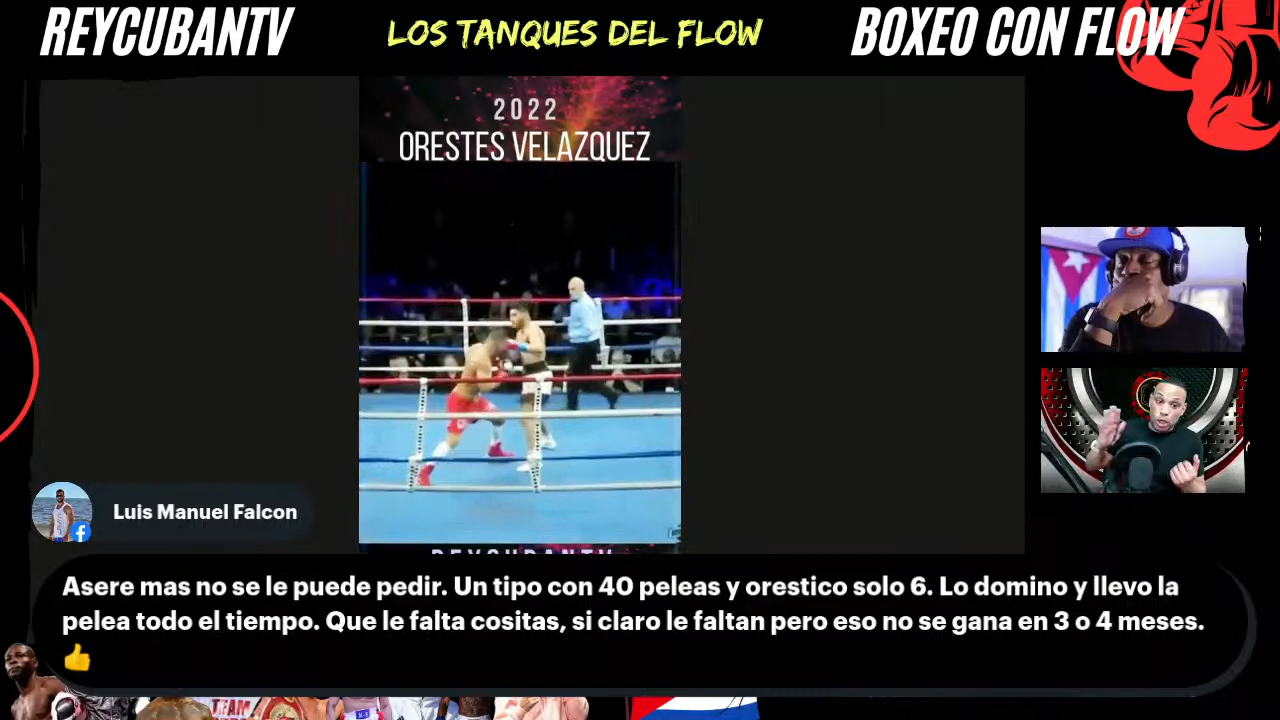 REYCUBANTV
LOS TANQUES DEL FLOW
BOXEO CON FLOW
2022
ORESTES VELAZQUEZ
Luis Manuel Falcon
Asere mas no se le puede pedir. Un tipo con 40 peleas y orestico solo 6. Lo domino y llevo la
pelea todo el tiempo. Que le falta cositas, si claro le faltan pero eso no se gana en 3 o 4 meses.
👍
TEAM